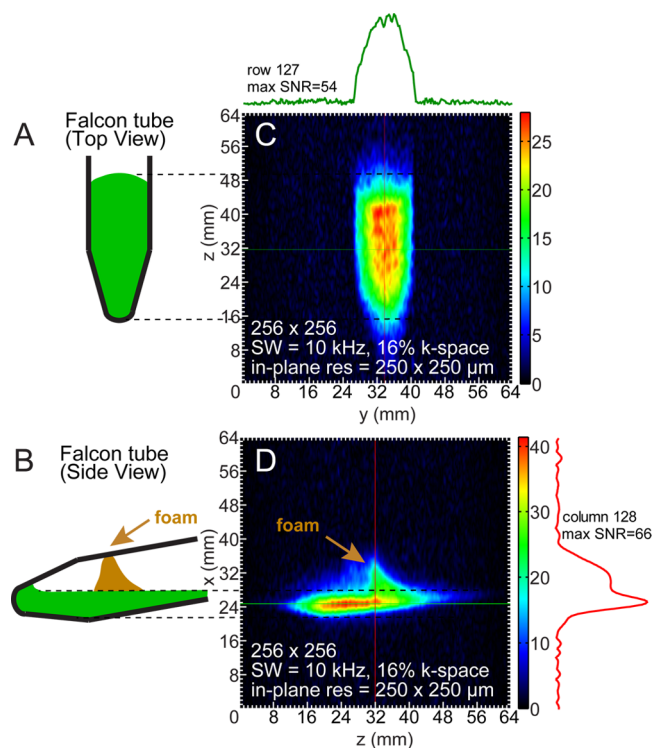 row 127
max SNR=54
A
Falcon tube
(Top View)
C
64
56
48
40
32
24
16
8
0
z (mm)
256 x 256
SW = 10 kHz, 16% k-space
in-plane res = 250 x 250 µm
0 8 16 24 32 40 48 56 64
y (mm)
25
20
15
10
5
0
B
Falcon tube
(Side View)
foam
D
64
56
48
40
32
24
16
8
0
x (mm)
foam
256 x 256
SW = 10 kHz, 16% k-space
in-plane res = 250 x 250 µm
0 8 16 24 32 40 48 56 64
z (mm)
40
30
20
10
0
column 128
max SNR=66